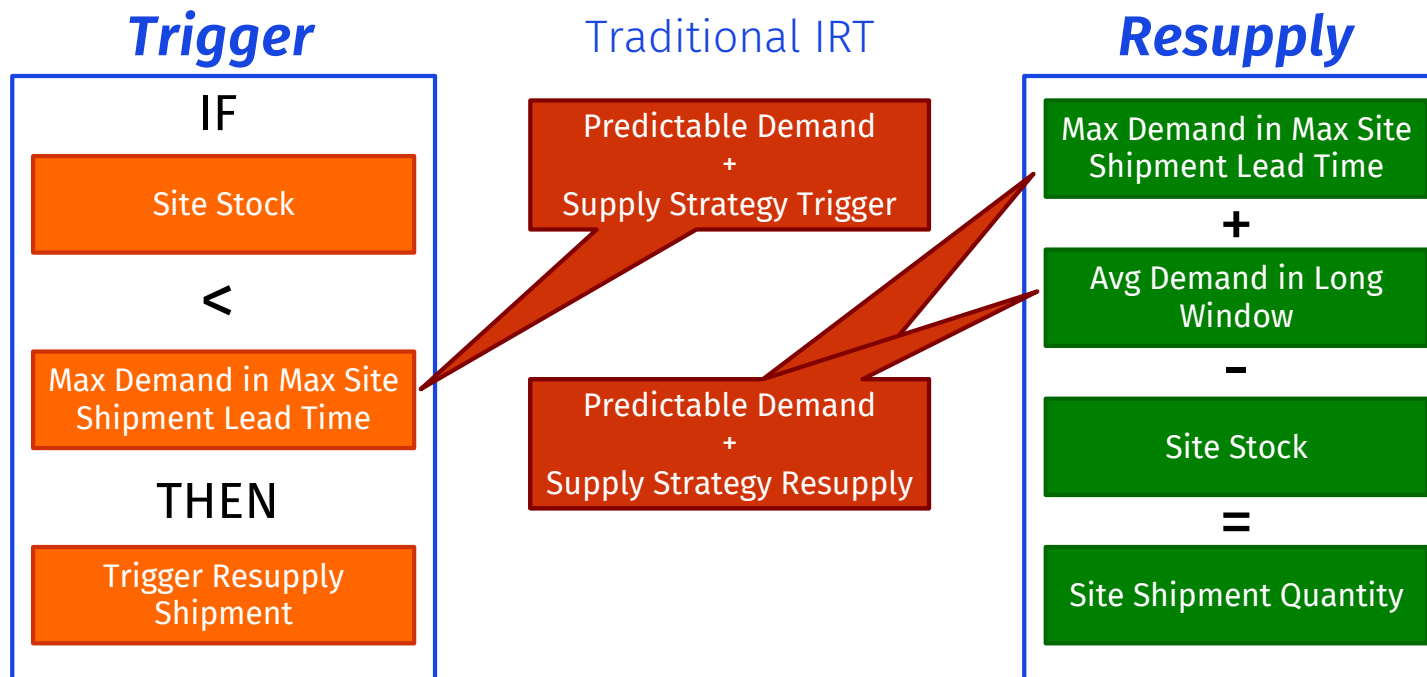 Trigger
IF
Site Stock
<
Max Demand in Max Site
Shipment Lead Time
THEN
Trigger Resupply
Shipment
Traditional IRT
Predictable Demand
+
Supply Strategy Trigger
Predictable Demand
+
Supply Strategy Resupply
Resupply
Max Demand in Max Site
Shipment Lead Time
+
Avg Demand in Long
Window
-
Site Stock
=
Site Shipment Quantity